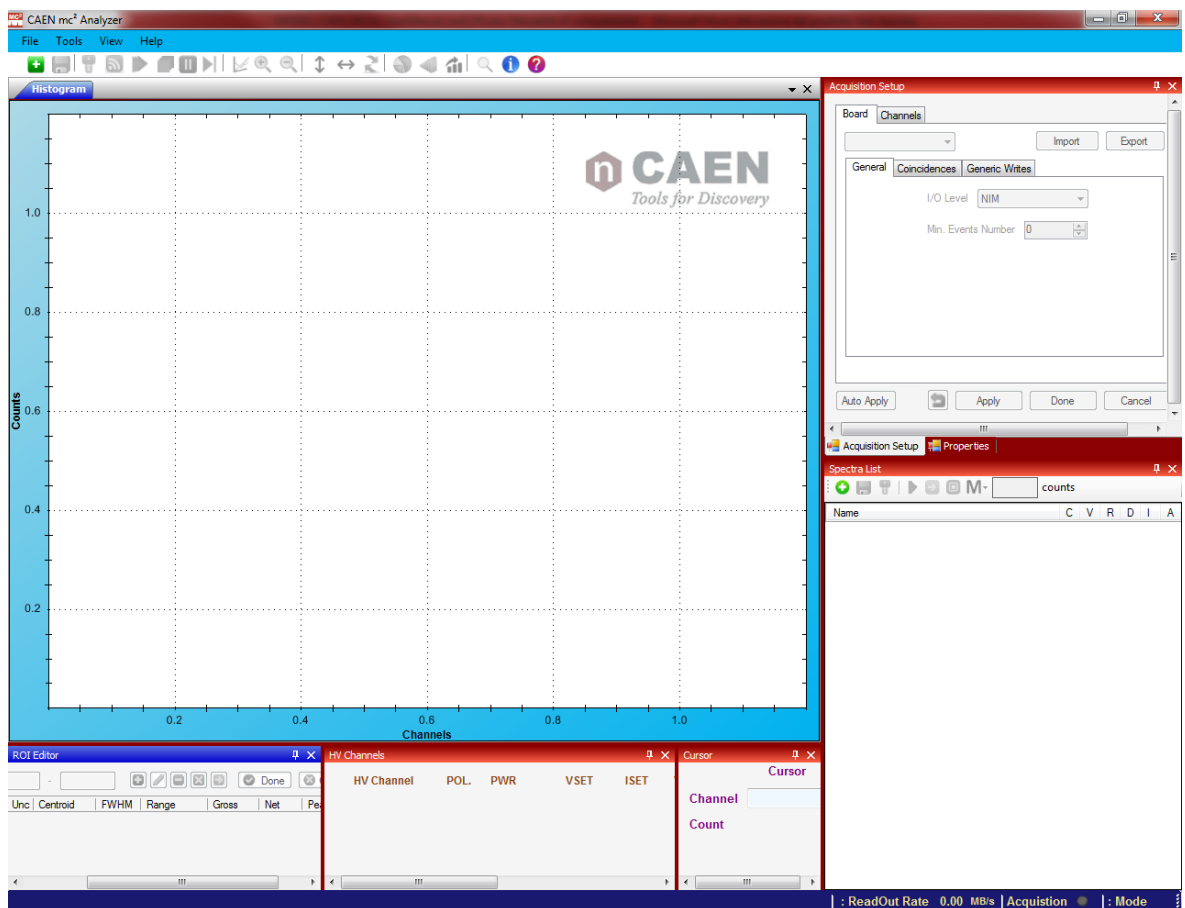 CAEN mc² Analyzer
File Tools View Help
Histogram
CAEN
Tools for Discovery
1.0
0.8
0.6
0.4
0.2
Counts
0.2 0.4 0.6 0.8 1.0
Channels
Acquisition Setup
Board Channels
Import Export
General Coincidences Generic Writes
I/O Level NIM
Min. Events Number 0
Auto Apply Apply Done Cancel
Acquisition Setup Properties
Spectra List
M- counts
Name C V R D I A
ROI Editor
- Done
Unc Centroid FWHM Range Gross Net Pea
HV Channels
HV Channel POL. PWR VSET ISET
Cursor
Cursor
Channel
Count
: ReadOut Rate 0.00 MB/s Acquistion : Mode